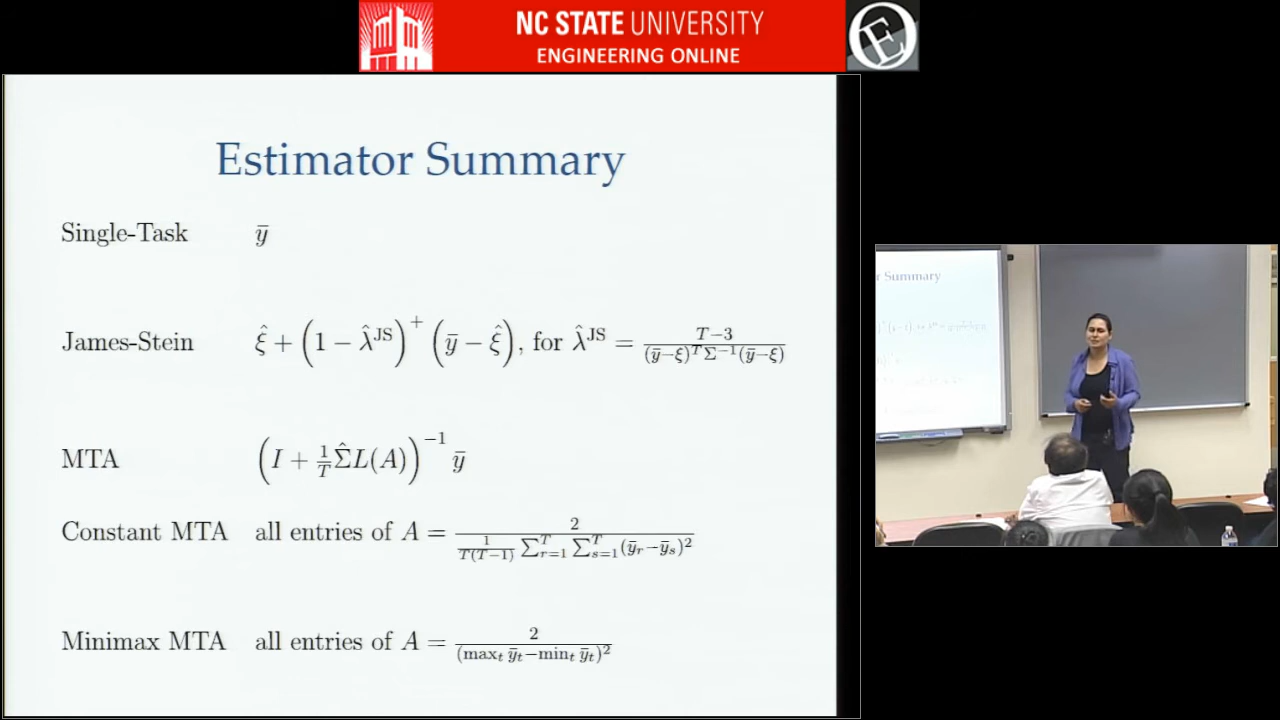 NC STATE UNIVERSITY
ENGINEERING ONLINE
Estimator Summary
Single-Task ȳ
James-Stein ξ̂ + (1 − λ̂^JS)^+ (ȳ − ξ̂), for λ̂^JS = (T−3) / ((ȳ−ξ)^T Σ^−1 (ȳ−ξ))
MTA (I + 1/T Σ̂L(A))^−1 ȳ
Constant MTA all entries of A = 2 / (1/(T(T−1)) ∑_{r=1}^T ∑_{s=1}^T (ȳ_r−ȳ_s)^2)
Minimax MTA all entries of A = 2 / (max_t ȳ_t−min_t ȳ_t)^2
Summary